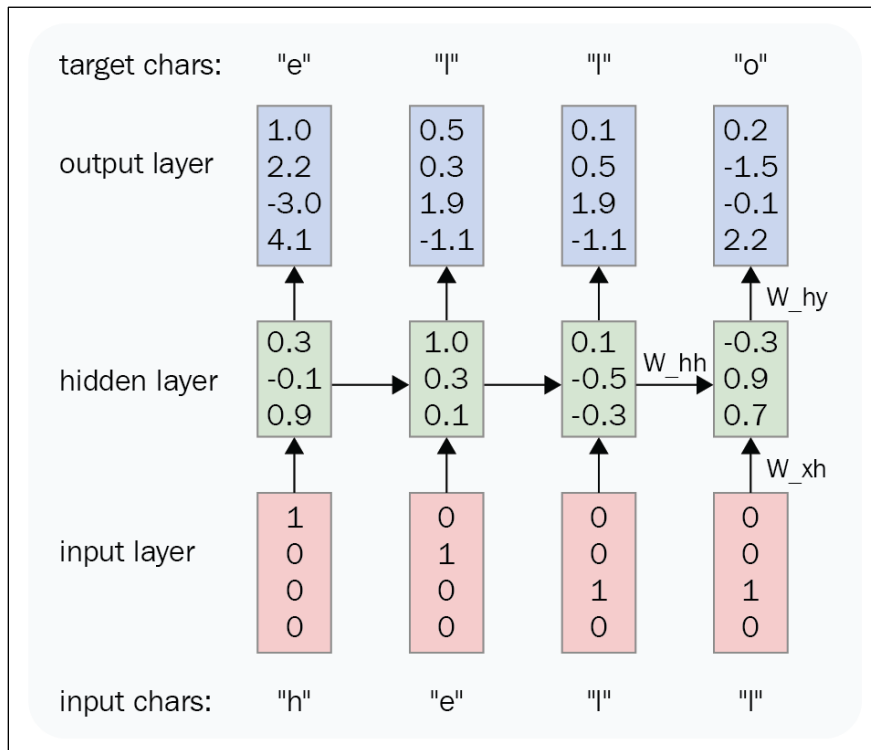 target chars: "e" "l" "l" "o"
output layer
1.0 0.5 0.1 0.2
2.2 0.3 0.5 -1.5
-3.0 1.9 1.9 -0.1
4.1 -1.1 -1.1 2.2
W_hy
hidden layer
0.3 1.0 0.1 -0.3
-0.1 0.3 -0.5 W_hh 0.9
0.9 0.1 -0.3 0.7
W_xh
input layer
1 0 0 0
0 1 0 0
0 0 1 1
0 0 0 0
input chars: "h" "e" "l" "l"